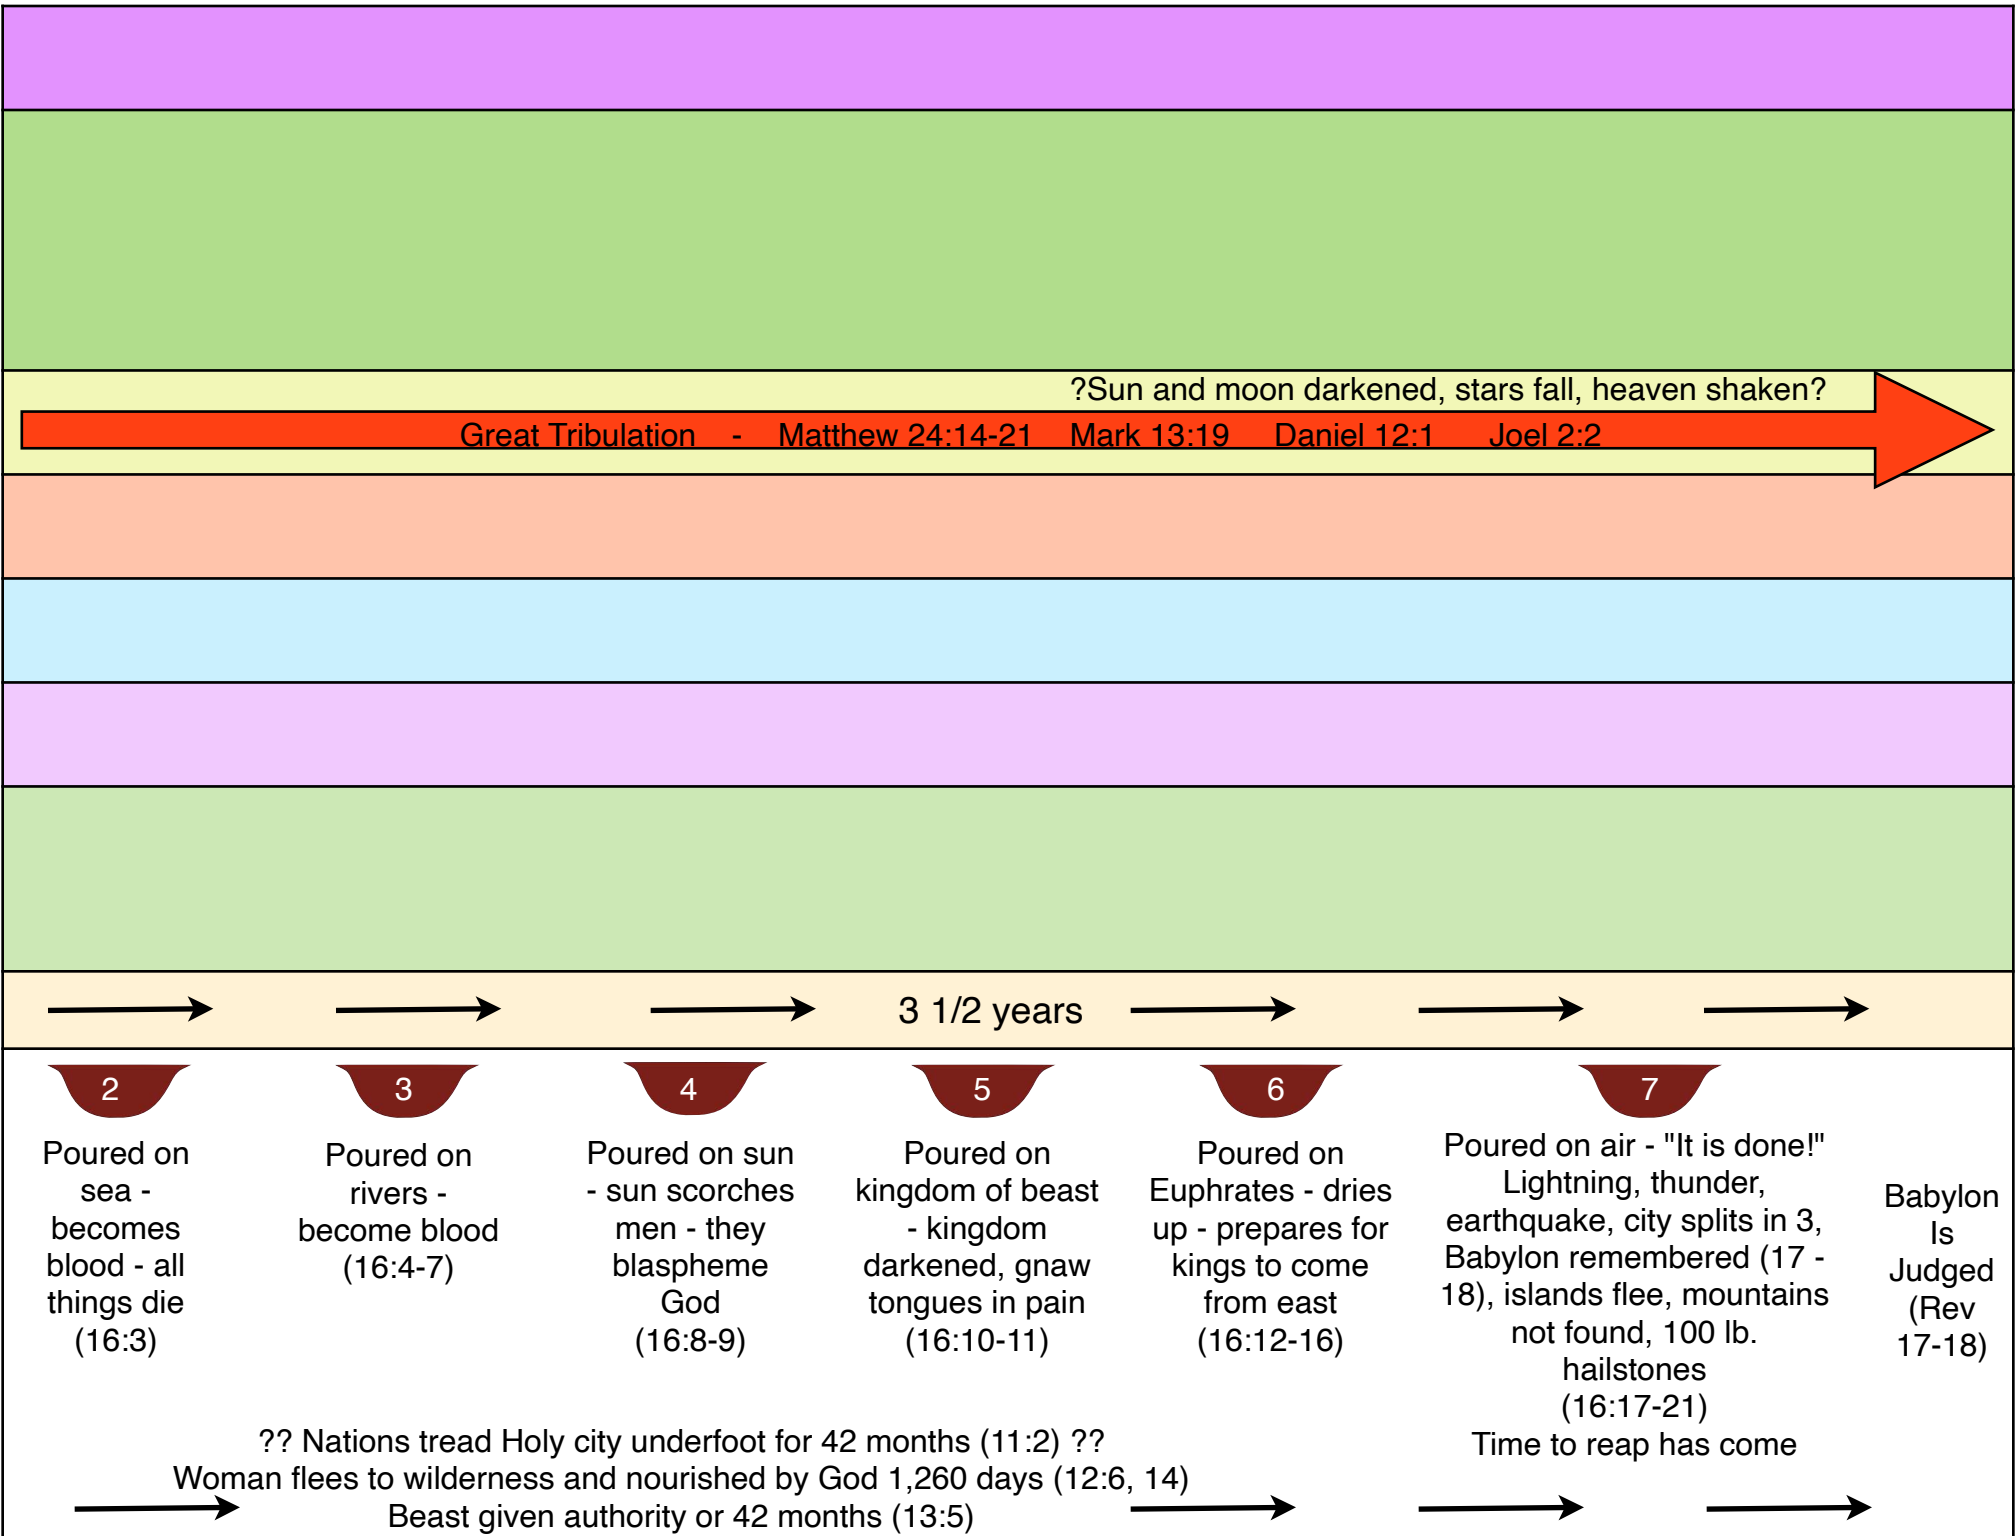 ?Sun and moon darkened, stars fall, heaven shaken?
Great Tribulation - Matthew 24:14-21 Mark 13:19 Daniel 12:1 Joel 2:2
3 1/2 years
2
Poured on
sea -
becomes
blood - all
things die
(16:3)
3
Poured on
rivers -
become blood
(16:4-7)
4
Poured on sun
- sun scorches
men - they
blaspheme
God
(16:8-9)
5
Poured on
kingdom of beast
- kingdom
darkened, gnaw
tongues in pain
(16:10-11)
6
Poured on
Euphrates - dries
up - prepares for
kings to come
from east
(16:12-16)
7
Poured on air - "It is done!"
Lightning, thunder,
earthquake, city splits in 3,
Babylon remembered (17 -
18), islands flee, mountains
not found, 100 lb.
hailstones
(16:17-21)
Time to reap has come
Babylon
Is
Judged
(Rev
17-18)
?? Nations tread Holy city underfoot for 42 months (11:2) ??
Woman flees to wilderness and nourished by God 1,260 days (12:6, 14)
Beast given authority or 42 months (13:5)